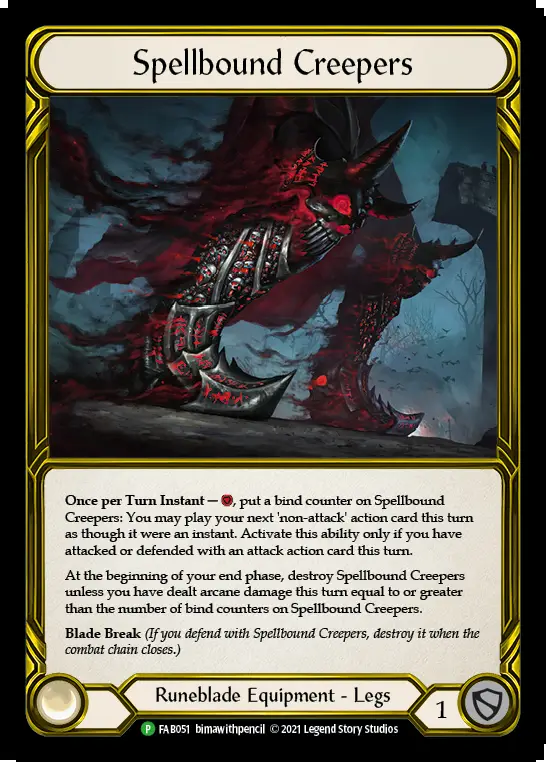 Spellbound Creepers
Once per Turn Instant — , put a bind counter on Spellbound
Creepers: You may play your next 'non-attack' action card this turn
as though it were an instant. Activate this ability only if you have
attacked or defended with an attack action card this turn.
At the beginning of your end phase, destroy Spellbound Creepers
unless you have dealt arcane damage this turn equal to or greater
than the number of bind counters on Spellbound Creepers.
Blade Break (If you defend with Spellbound Creepers, destroy it when the
combat chain closes.)
Runeblade Equipment - Legs
1
P FAB051 bimawithpencil © 2021 Legend Story Studios